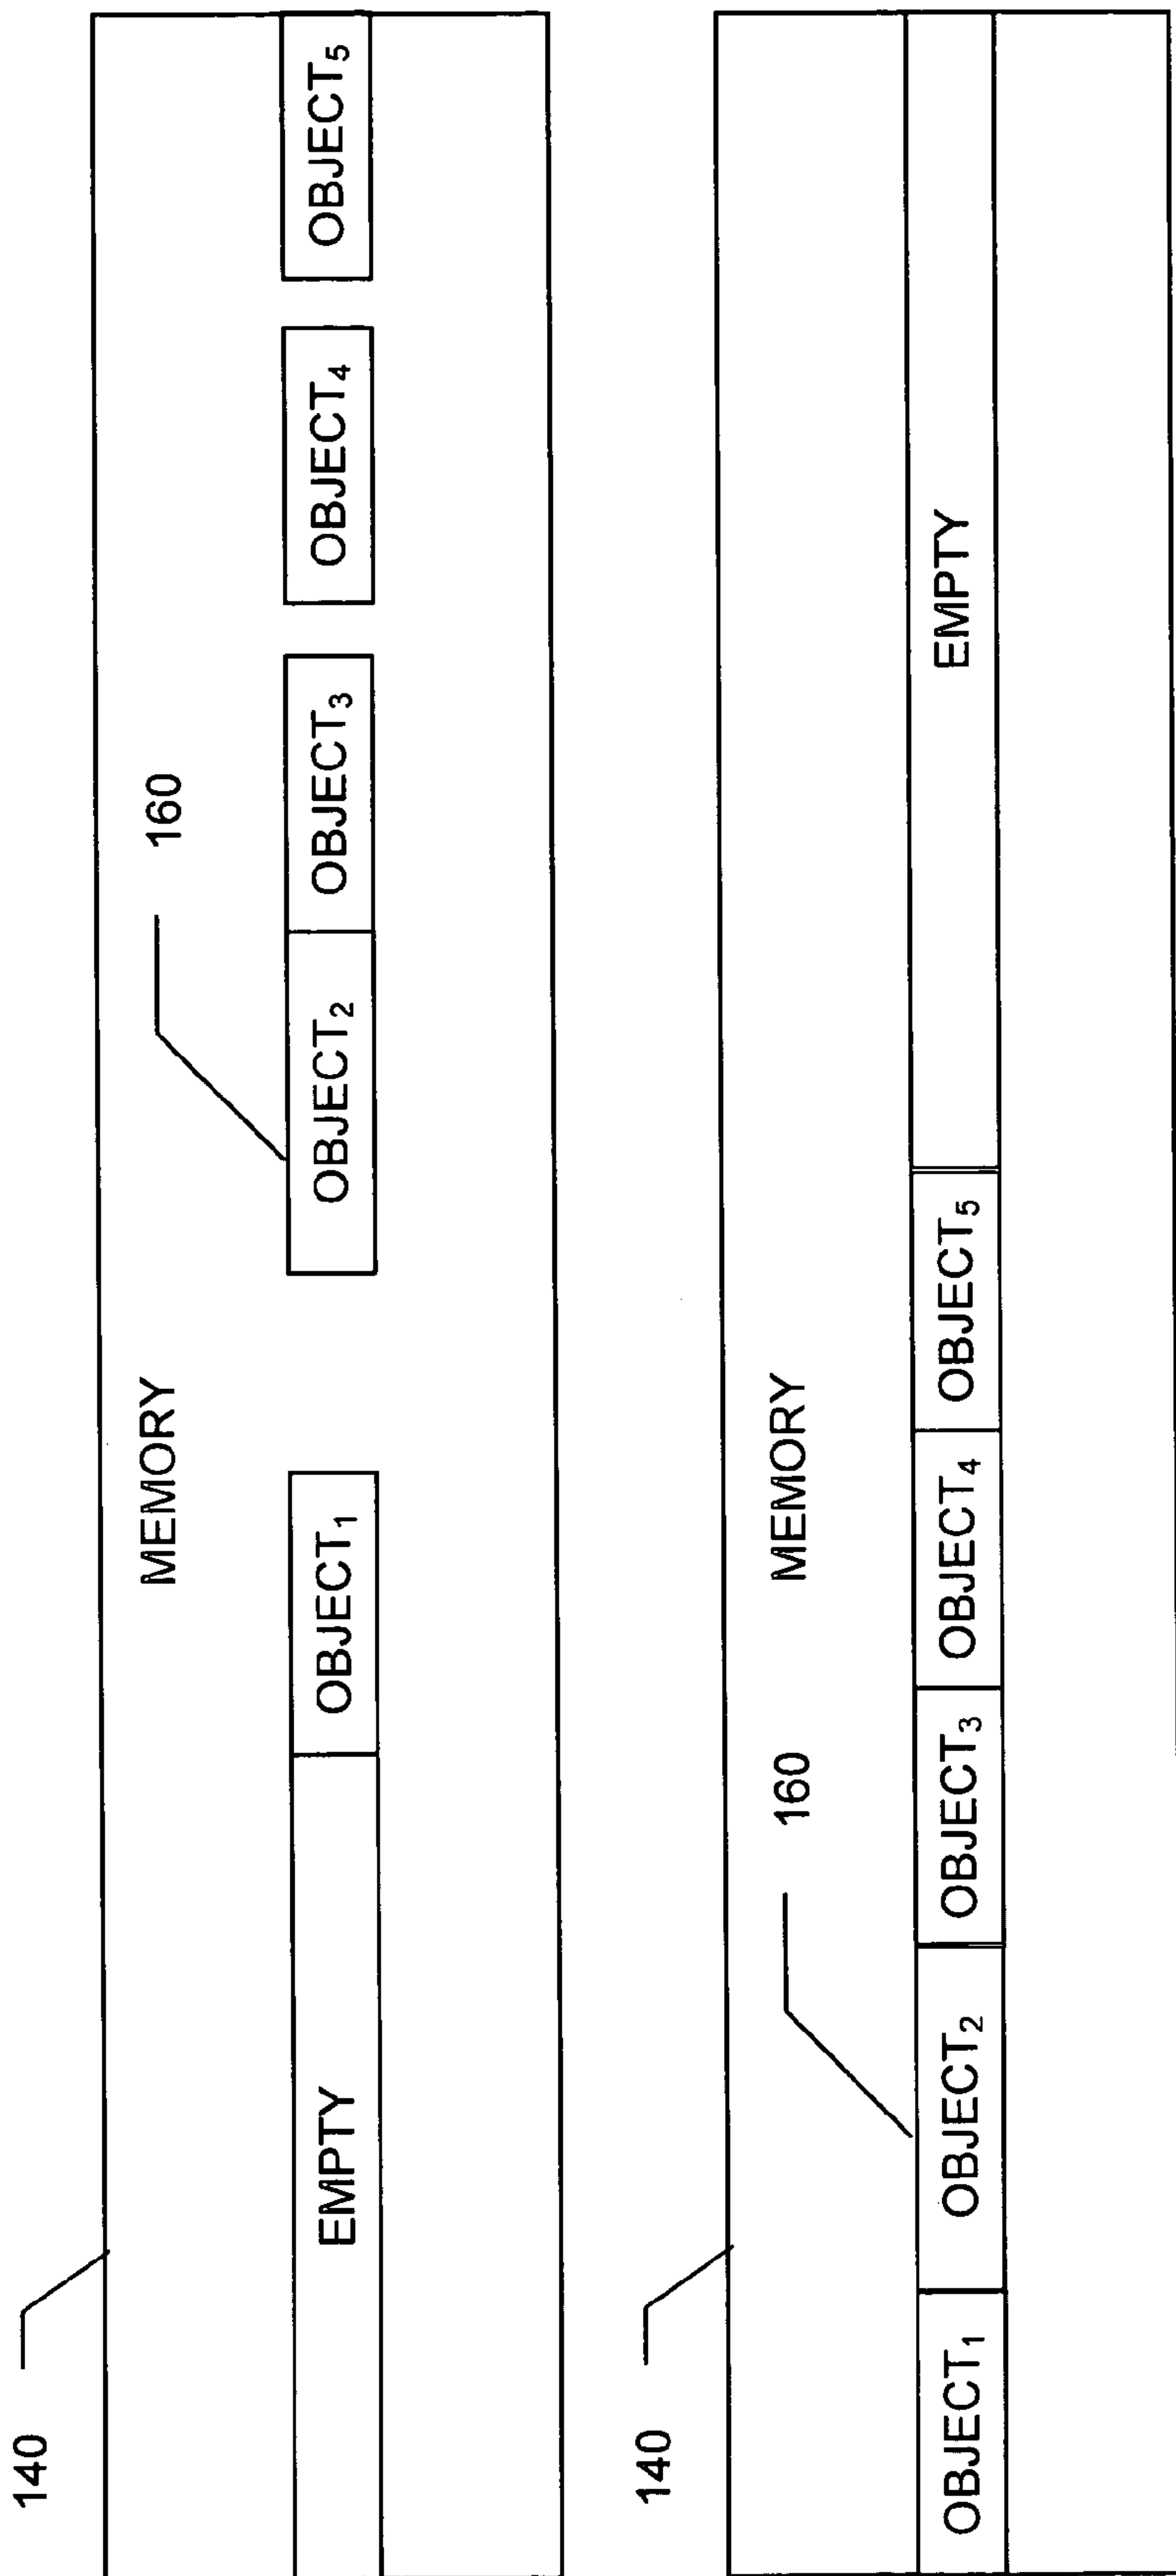 140
MEMORY
160
EMPTY OBJECT₁ OBJECT₂ OBJECT₃ OBJECT₄ OBJECT₅
140
160
MEMORY
OBJECT₁ OBJECT₂ OBJECT₃ OBJECT₄ OBJECT₅ EMPTY